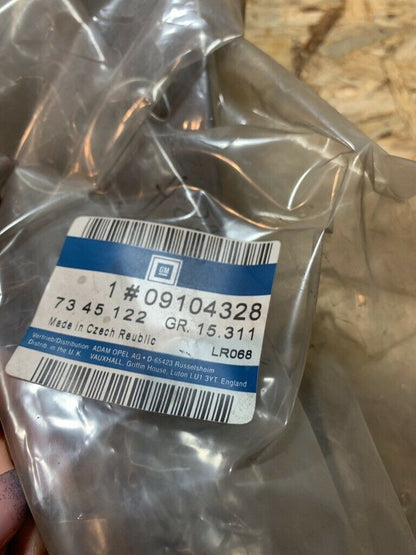 GM
1 # 09104328
73 45 122 GR. 15.311
Made in Czech Reublic LR068
Vertrieb/Distribution ADAM OPEL AG • D-65423 Russelsheim
Distrib. in the U.K. VAUXHALL, Griffin House, Luton LU1 3YT, England